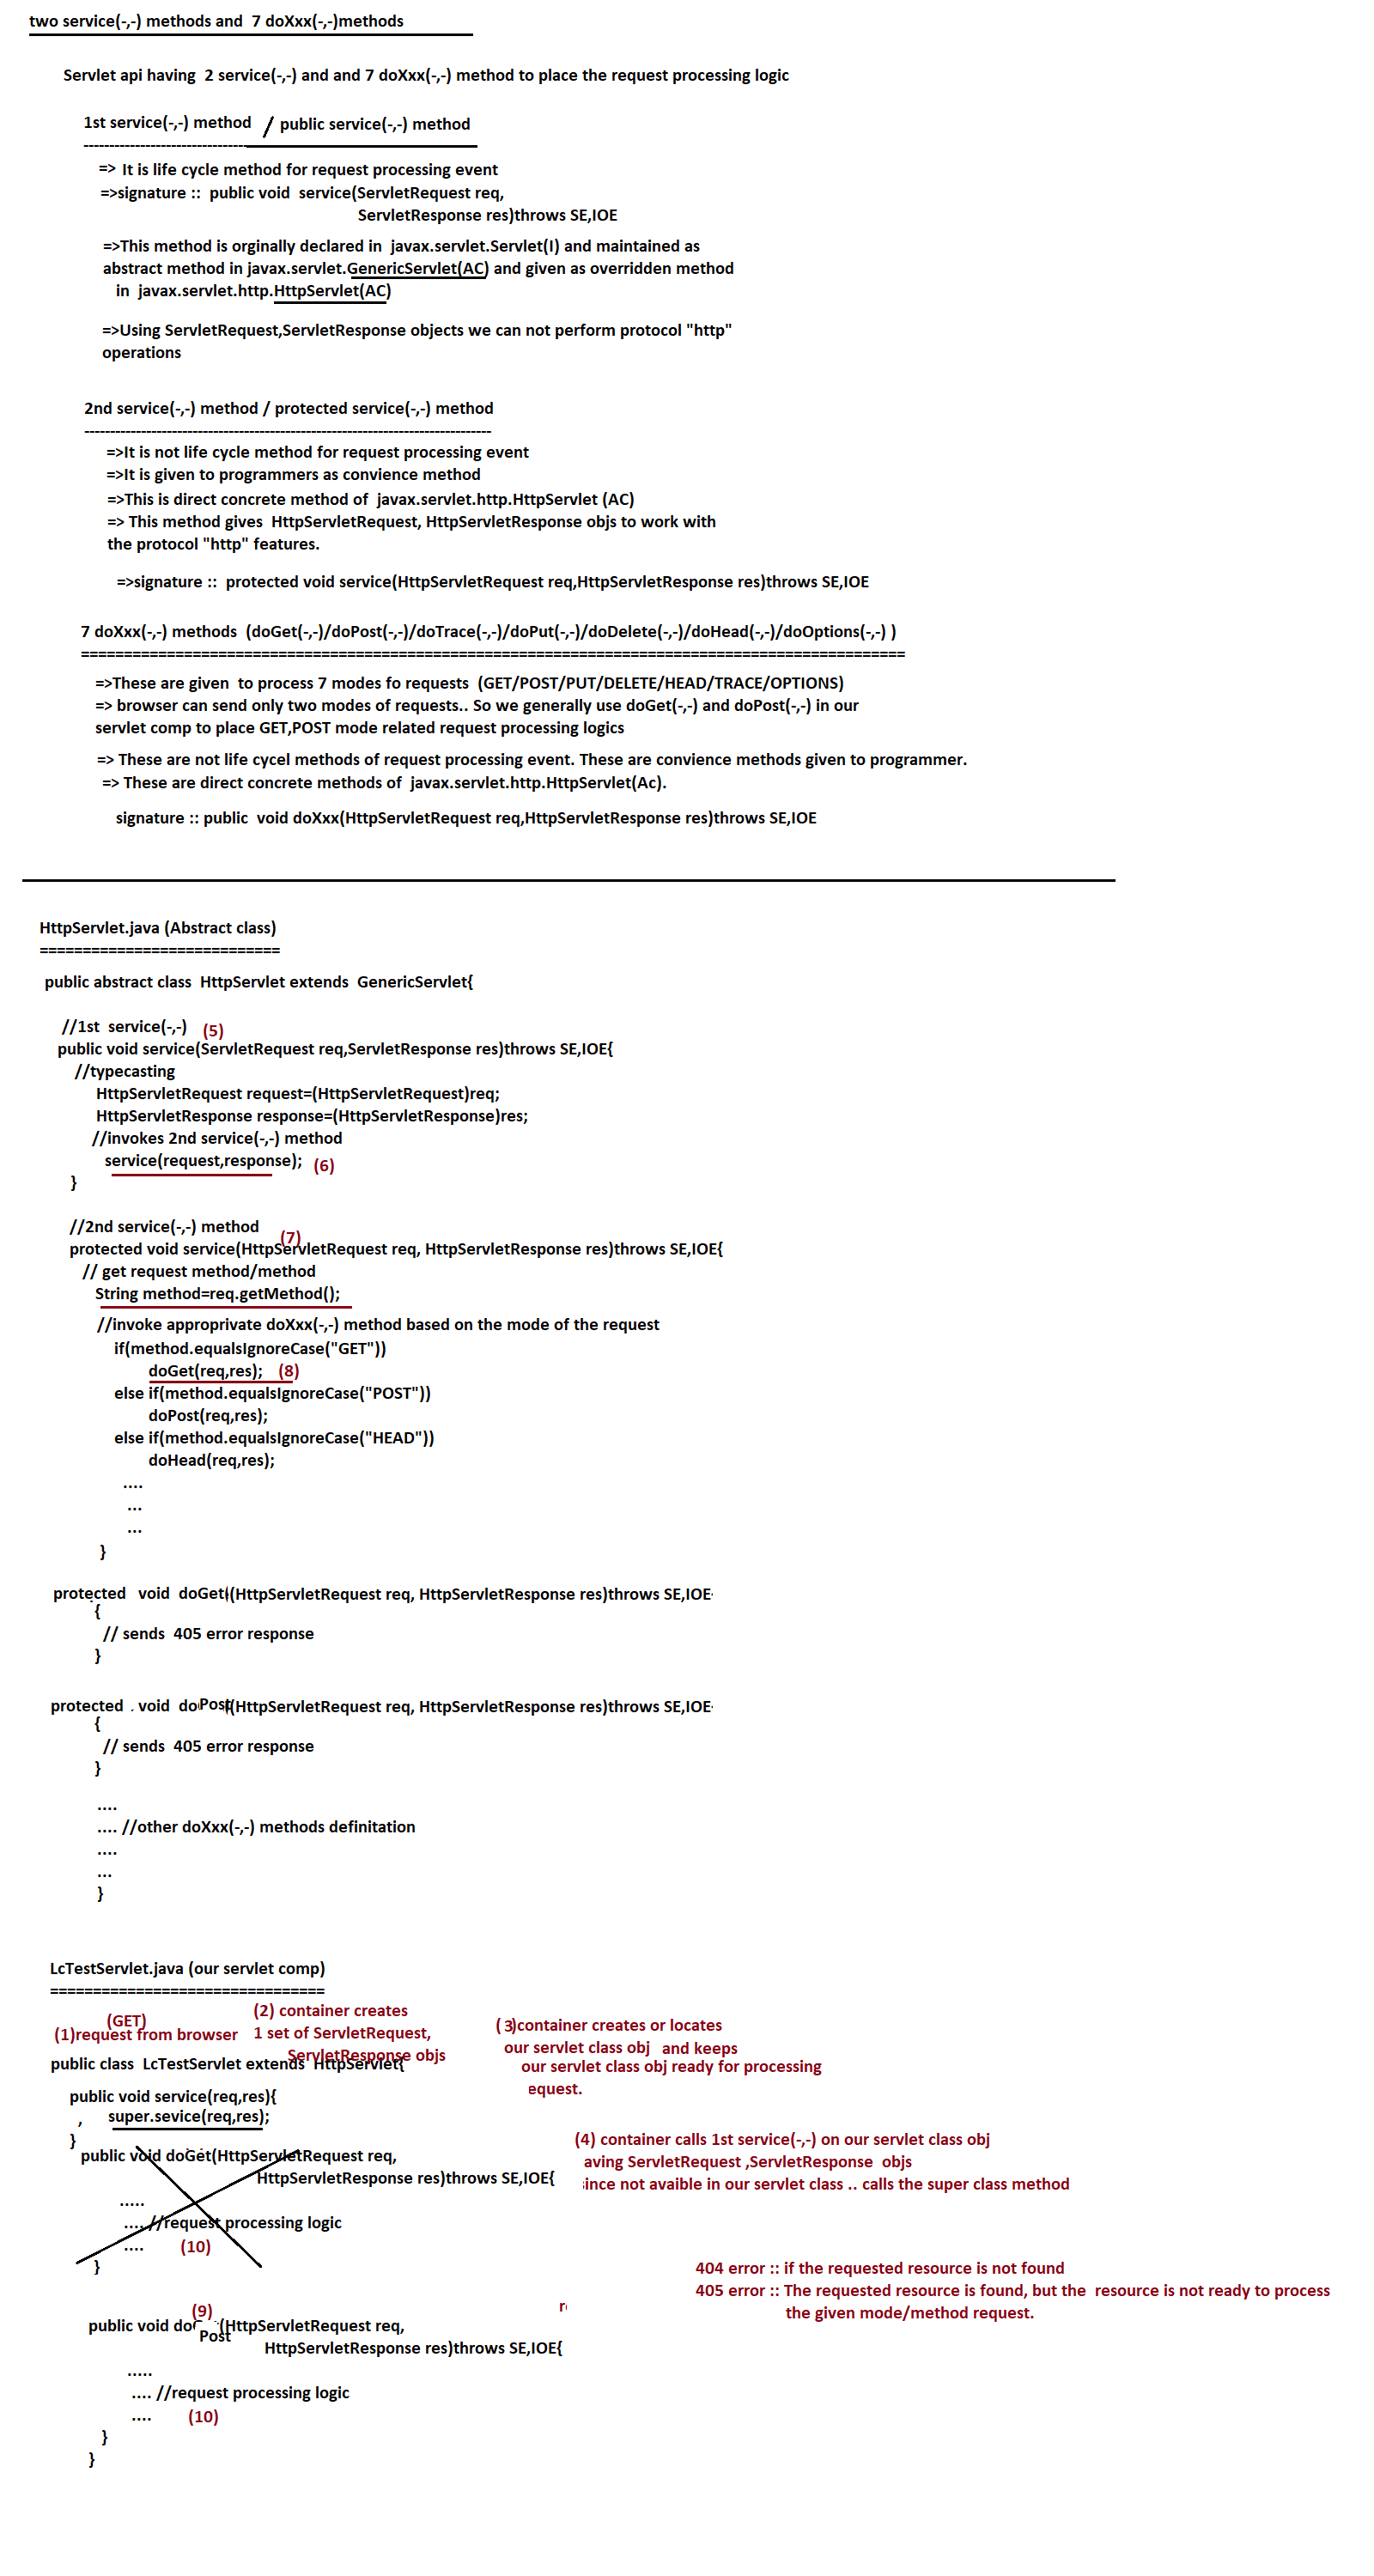 two service(-,-) methods and  7 doXxx(-,-)methods
Servlet api having  2 service(-,-) and and 7 doXxx(-,-) method to place the request processing logic
1st service(-,-) method / public service(-,-) method
--------------------------------
=> It is life cycle method for request processing event
=>signature ::  public void  service(ServletRequest req,
ServletResponse res)throws SE,IOE
=>This method is orginally declared in  javax.servlet.Servlet(I) and maintained as
abstract method in javax.servlet.GenericServlet(AC) and given as overridden method
in  javax.servlet.http.HttpServlet(AC)
=>Using ServletRequest,ServletResponse objects we can not perform protocol "http"
operations
2nd service(-,-) method / protected service(-,-) method
--------------------------------------------------------------------------------
=>It is not life cycle method for request processing event
=>It is given to programmers as convience method
=>This is direct concrete method of  javax.servlet.http.HttpServlet (AC)
=> This method gives  HttpServletRequest, HttpServletResponse objs to work with
the protocol "http" features.
=>signature ::  protected void service(HttpServletRequest req,HttpServletResponse res)throws SE,IOE
7 doXxx(-,-) methods  (doGet(-,-)/doPost(-,-)/doTrace(-,-)/doPut(-,-)/doDelete(-,-)/doHead(-,-)/doOptions(-,-) )
================================================================================================
=>These are given  to process 7 modes fo requests  (GET/POST/PUT/DELETE/HEAD/TRACE/OPTIONS)
=> browser can send only two modes of requests.. So we generally use doGet(-,-) and doPost(-,-) in our
servlet comp to place GET,POST mode related request processing logics
=> These are not life cycel methods of request processing event. These are convience methods given to programmer.
=> These are direct concrete methods of  javax.servlet.http.HttpServlet(Ac).
signature :: public  void doXxx(HttpServletRequest req,HttpServletResponse res)throws SE,IOE
HttpServlet.java (Abstract class)
============================
public abstract class  HttpServlet extends  GenericServlet{
//1st  service(-,-) (5)
public void service(ServletRequest req,ServletResponse res)throws SE,IOE{
//typecasting
HttpServletRequest request=(HttpServletRequest)req;
HttpServletResponse response=(HttpServletResponse)res;
//invokes 2nd service(-,-) method
service(request,response); (6)
}
//2nd service(-,-) method (7)
protected void service(HttpServletRequest req, HttpServletResponse res)throws SE,IOE{
// get request method/method
String method=req.getMethod();
//invoke approprivate doXxx(-,-) method based on the mode of the request
if(method.equalsIgnoreCase("GET"))
doGet(req,res); (8)
else if(method.equalsIgnoreCase("POST"))
doPost(req,res);
else if(method.equalsIgnoreCase("HEAD"))
doHead(req,res);
....
...
...
}
protected  void  doGet((HttpServletRequest req, HttpServletResponse res)throws SE,IOE
{
// sends  405 error response
}
protected  void  doPost((HttpServletRequest req, HttpServletResponse res)throws SE,IOE
{
// sends  405 error response
}
....
.... //other doXxx(-,-) methods definitation
....
...
}
LcTestServlet.java (our servlet comp)
================================
(GET)
(1)request from browser
(2) container creates
1 set of ServletRequest,
ServletResponse objs
(3)container creates or locates
our servlet class obj and keeps
our servlet class obj ready for processing
equest.
public class  LcTestServlet extends  HttpServlet{
public void service(req,res){
, super.sevice(req,res);
}
(4) container calls 1st service(-,-) on our servlet class obj
aving ServletRequest ,ServletResponse  objs
ince not avaible in our servlet class .. calls the super class method
public void doGet(HttpServletRequest req,
HttpServletResponse res)throws SE,IOE{
.....
.... //request processing logic
.... (10)
}
404 error :: if the requested resource is not found
405 error :: The requested resource is found, but the  resource is not ready to process
the given mode/method request.
(9)
public void doPost(HttpServletRequest req,
HttpServletResponse res)throws SE,IOE{
.....
.... //request processing logic
.... (10)
}
}